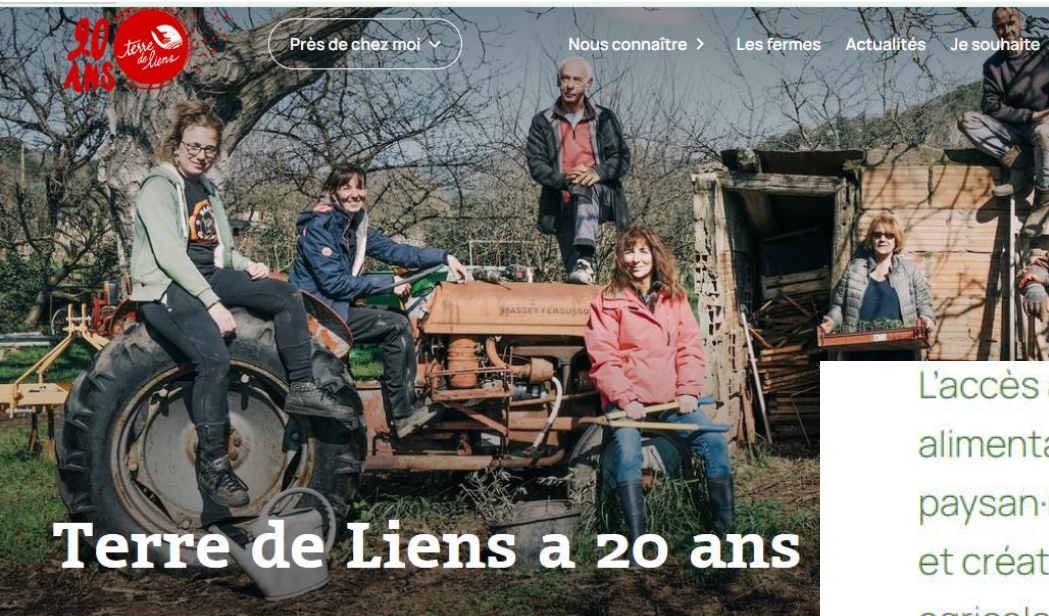 20
ANS
terre
de liens
Près de chez moi
Nous connaître
Les fermes
Actualités
Je souhaite
MASSEY-FERGUSSO
Terre de Liens a 20 ans
L'accès
alimenta
paysan·
et créat